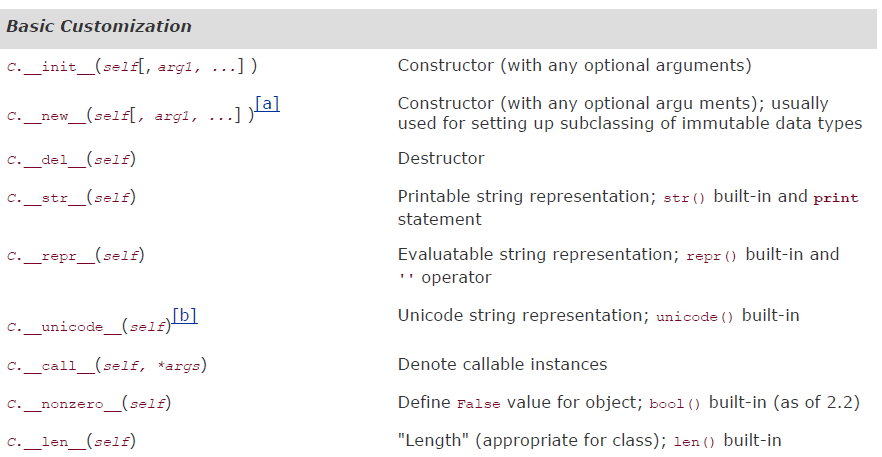 Basic Customization
C.__init__(self[, arg1, ...] ) Constructor (with any optional arguments)
C.__new__(self[, arg1, ...] )[a] Constructor (with any optional argu ments); usually
used for setting up subclassing of immutable data types
C.__del__(self) Destructor
C.__str__(self) Printable string representation; str() built-in and print
statement
C.__repr__(self) Evaluatable string representation; repr() built-in and
'' operator
C.__unicode__(self)[b] Unicode string representation; unicode() built-in
C.__call__(self, *args) Denote callable instances
C.__nonzero__(self) Define False value for object; bool() built-in (as of 2.2)
C.__len__(self) "Length" (appropriate for class); len() built-in